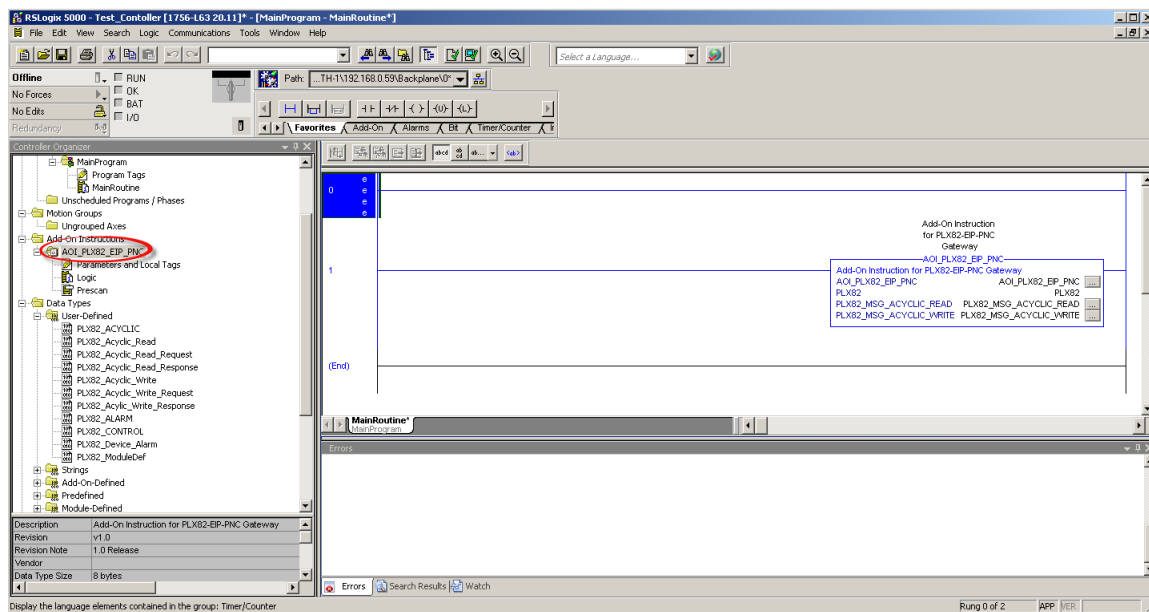 RSLogix 5000 - Test_Contoller [1756-L63 20.11]* - [MainProgram - MainRoutine*]
File Edit View Search Logic Communications Tools Window Help
Select a Language...
Offline
RUN
No Forces
OK
BAT
No Edits
I/O
Redundancy
Path: ...TH-1\192.168.0.59\Backplane\0*
Favorites Add-On Alarms Bit Timer/Counter
Controller Organizer
MainProgram
Program Tags
MainRoutine
Unscheduled Programs / Phases
Motion Groups
Ungrouped Axes
Add-On Instructions
AOI_PLX82_EIP_PNC
Parameters and Local Tags
Logic
Prescan
Data Types
User-Defined
PLX82_ACYCLIC
PLX82_Acyclic_Read
PLX82_Acyclic_Read_Request
PLX82_Acyclic_Read_Response
PLX82_Acyclic_Write
PLX82_Acyclic_Write_Request
PLX82_Acylic_Write_Response
PLX82_ALARM
PLX82_CONTROL
PLX82_Device_Alarm
PLX82_ModuleDef
Strings
Add-On-Defined
Predefined
Module-Defined
Description Add-On Instruction for PLX82-EIP-PNC Gateway
Revision v1.0
Revision Note 1.0 Release
Vendor
Data Type Size 8 bytes
0
e
e
e
e
1
Add-On Instruction
for PLX82-EIP-PNC
Gateway
AOI_PLX82_EIP_PNC
Add-On Instruction for PLX82-EIP-PNC Gateway
AOI_PLX82_EIP_PNC AOI_PLX82_EIP_PNC ...
PLX82 PLX82
PLX82_MSG_ACYCLIC_READ PLX82_MSG_ACYCLIC_READ ...
PLX82_MSG_ACYCLIC_WRITE PLX82_MSG_ACYCLIC_WRITE ...
(End)
MainRoutine*
MainProgram
Errors
Errors Search Results Watch
Display the language elements contained in the group: Timer/Counter
Rung 0 of 2 APP VER